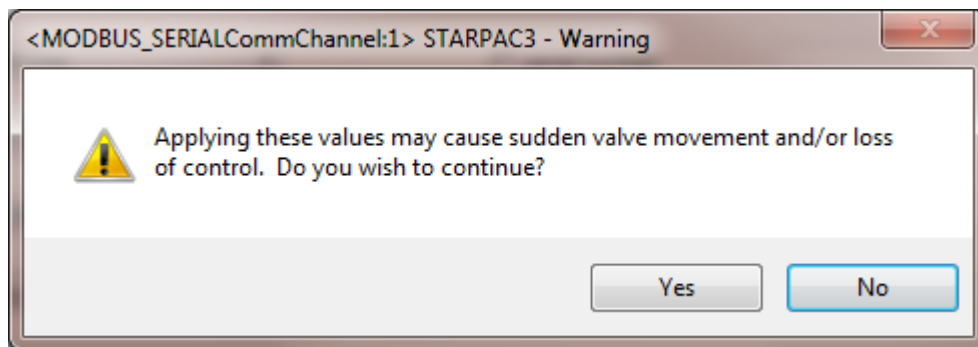 <MODBUS_SERIALCommChannel:1> STARPAC3 - Warning
Applying these values may cause sudden valve movement and/or loss
of control.  Do you wish to continue?
Yes
No